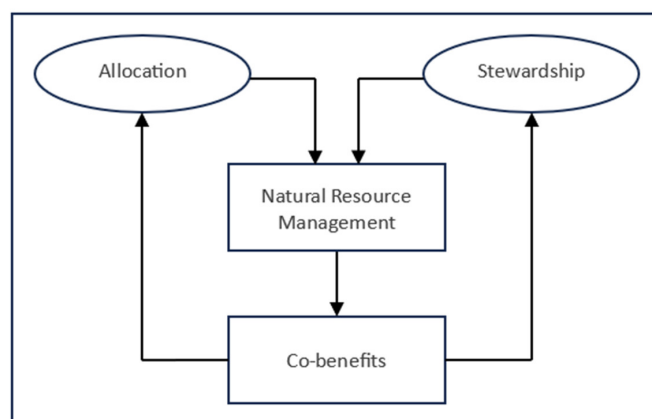 Allocation
Stewardship
Natural Resource
Management
Co-benefits